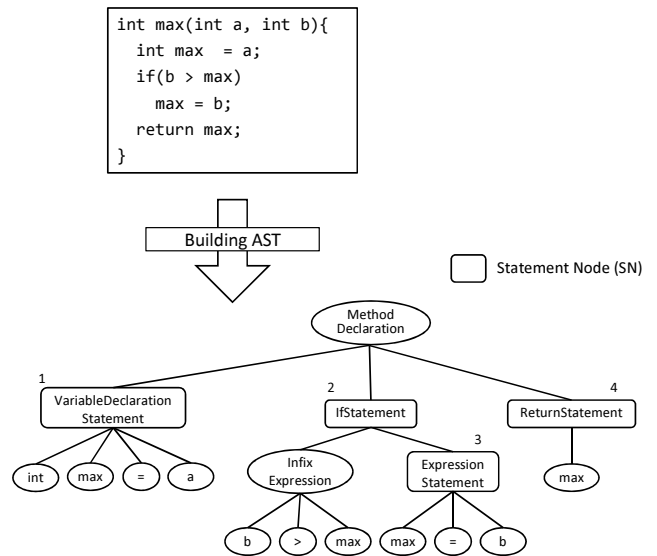 int max(int a, int b){
  int max  = a;
  if(b > max)
    max = b;
  return max;
}
Building AST
Statement Node (SN)
Method
Declaration
1
VariableDeclaration
Statement
2
IfStatement
4
ReturnStatement
int
max
=
a
Infix
Expression
3
Expression
Statement
max
b
>
max
max
=
b